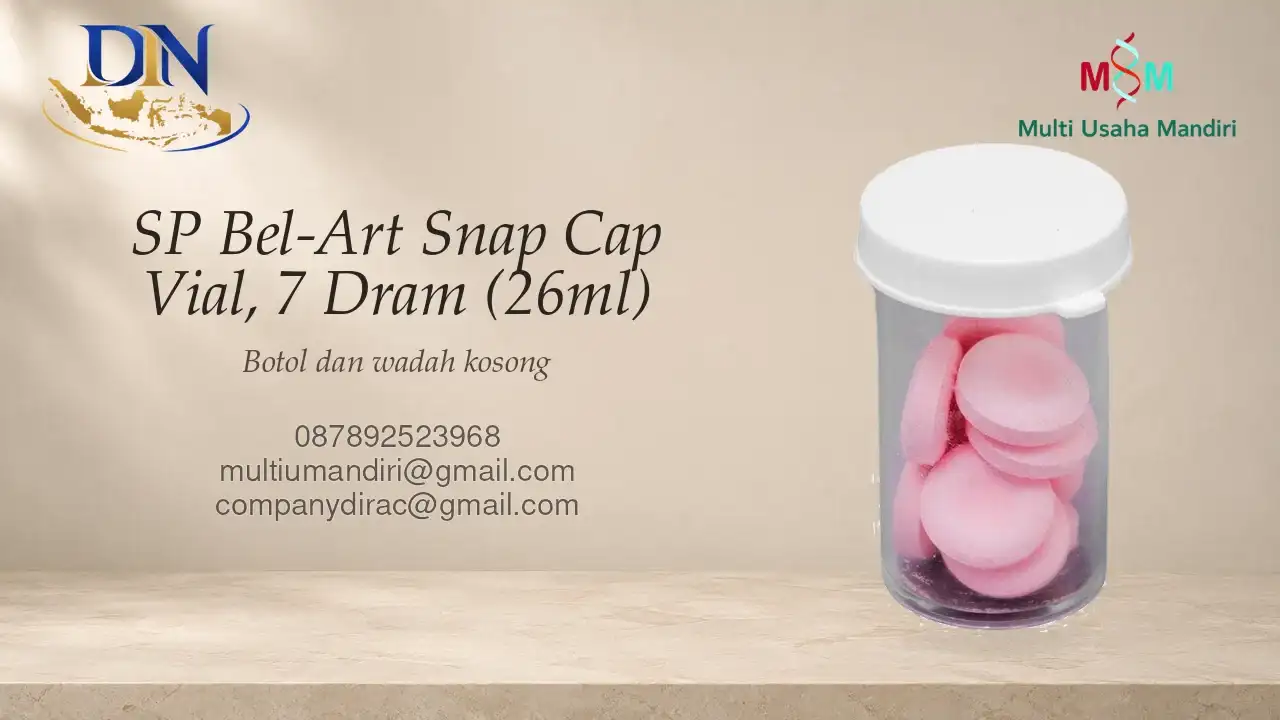 DIN
MSM
Multi Usaha Mandiri
SP Bel-Art Snap Cap
Vial, 7 Dram (26ml)
Botol dan wadah kosong
087892523968
multiumandiri@gmail.com
companydirac@gmail.com